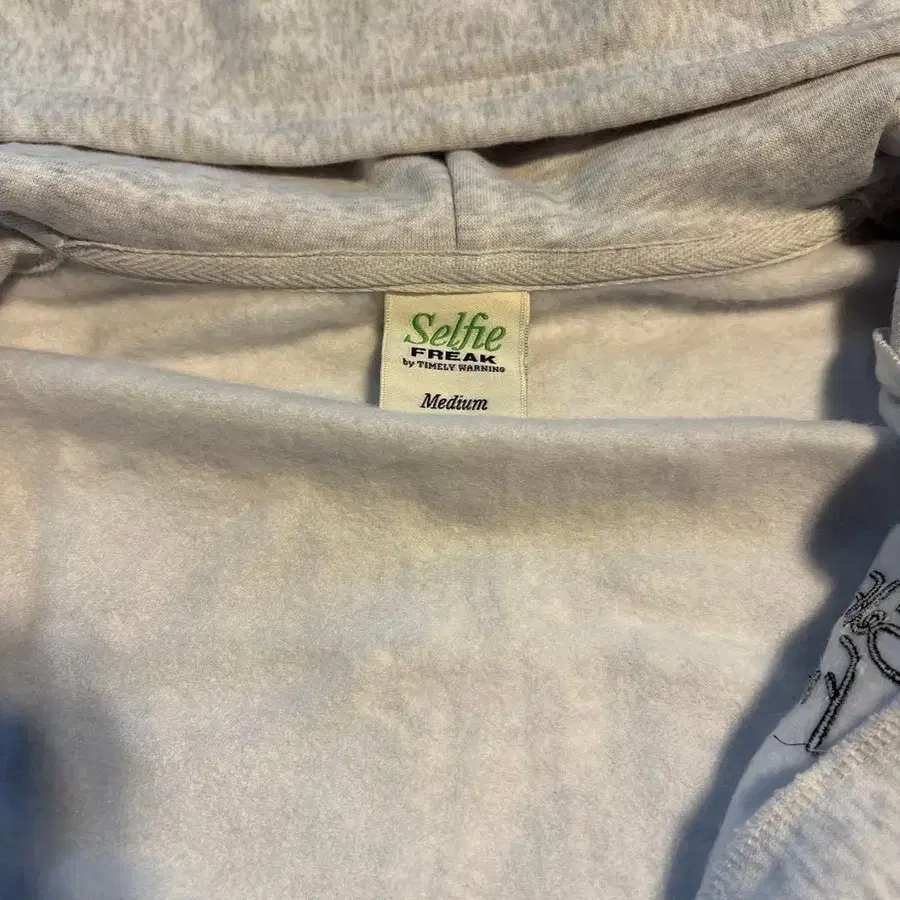 Selfie
FREAK
by TIMELY WARNING
Medium